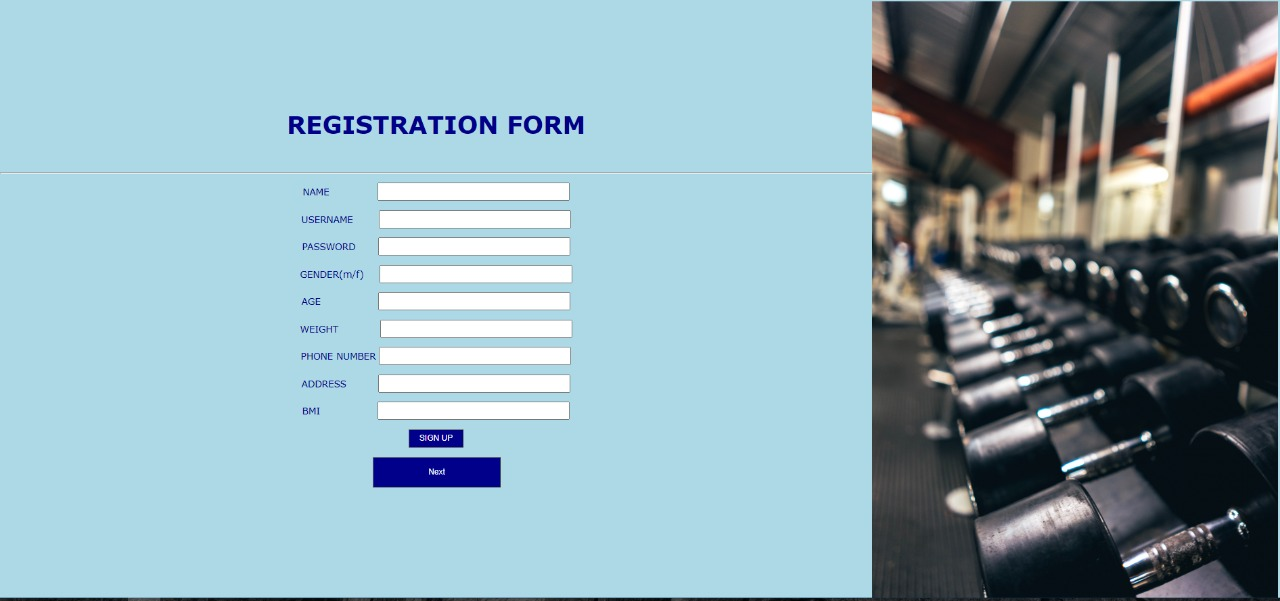 REGISTRATION FORM
NAME
USERNAME
PASSWORD
GENDER(m/f)
AGE
WEIGHT
PHONE NUMBER
ADDRESS
BMI
SIGN UP
Next